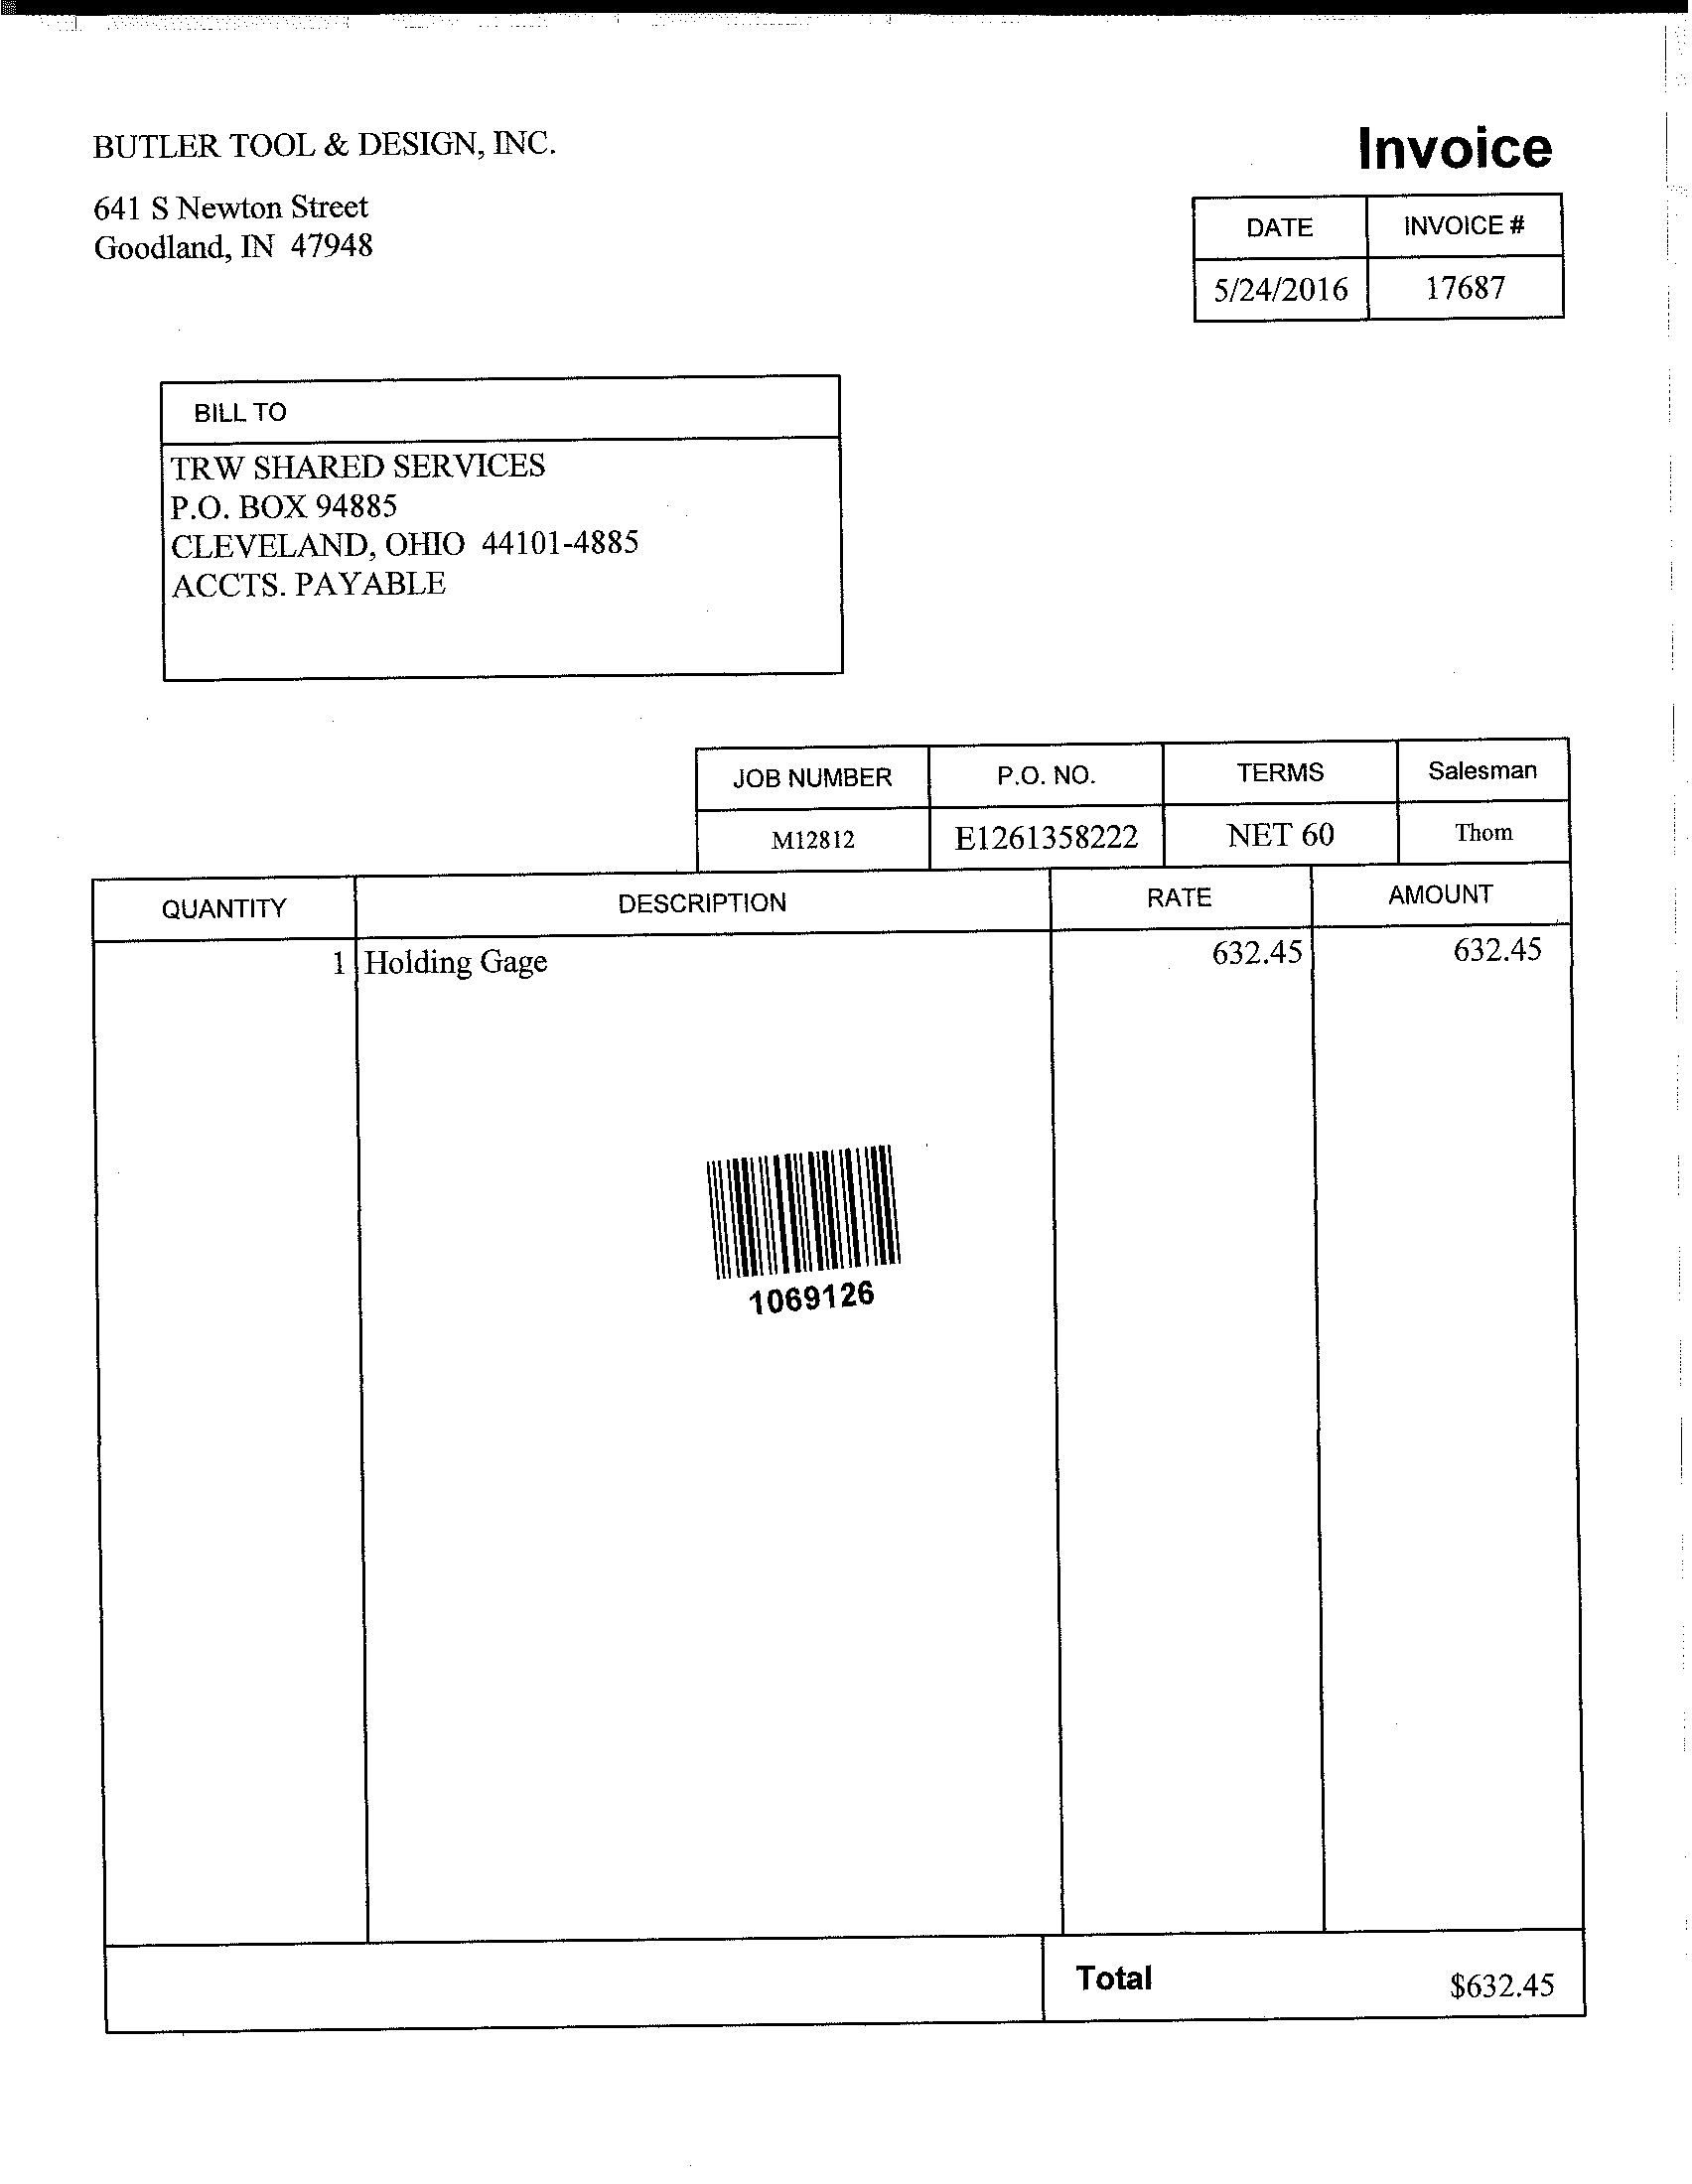 BUTLER TOOL & DESIGN, INC.
641 S Newton Street
Goodland, IN 47948
Invoice
DATE INVOICE #
5/24/2016 17687
BILL TO
TRW SHARED SERVICES
P.O. BOX 94885
CLEVELAND, OHIO 44101-4885
ACCTS. PAYABLE
JOB NUMBER P.O. NO. TERMS Salesman
M12812 E1261358222 NET 60 Thom
QUANTITY DESCRIPTION RATE AMOUNT
1 Holding Gage 632.45 632.45
1069126
Total $632.45